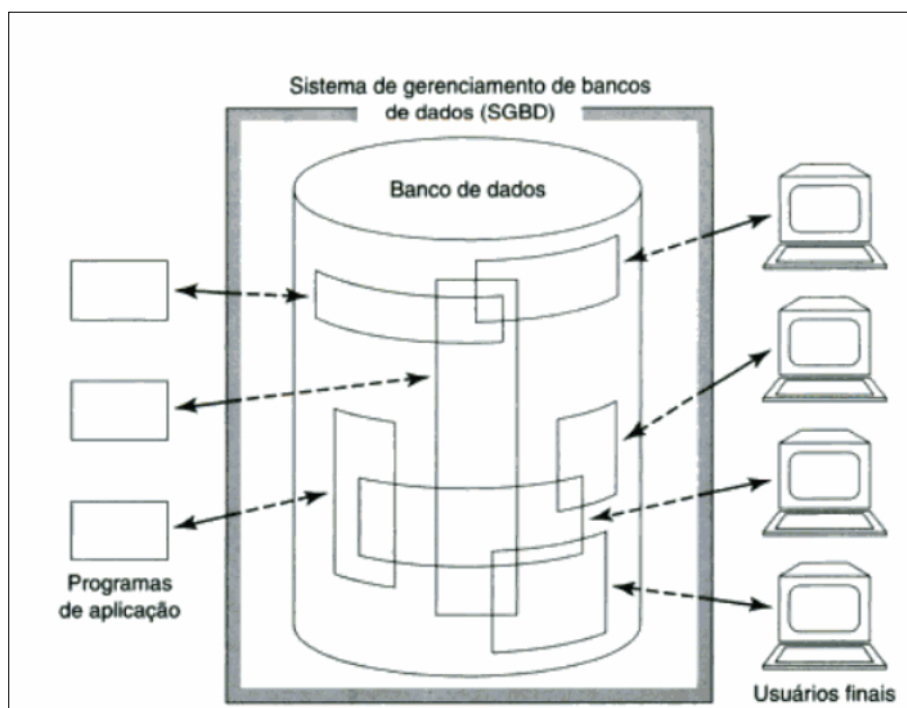 Sistema de gerenciamento de bancos
de dados (SGBD)
Banco de dados
Programas
de aplicação
Usuários finais